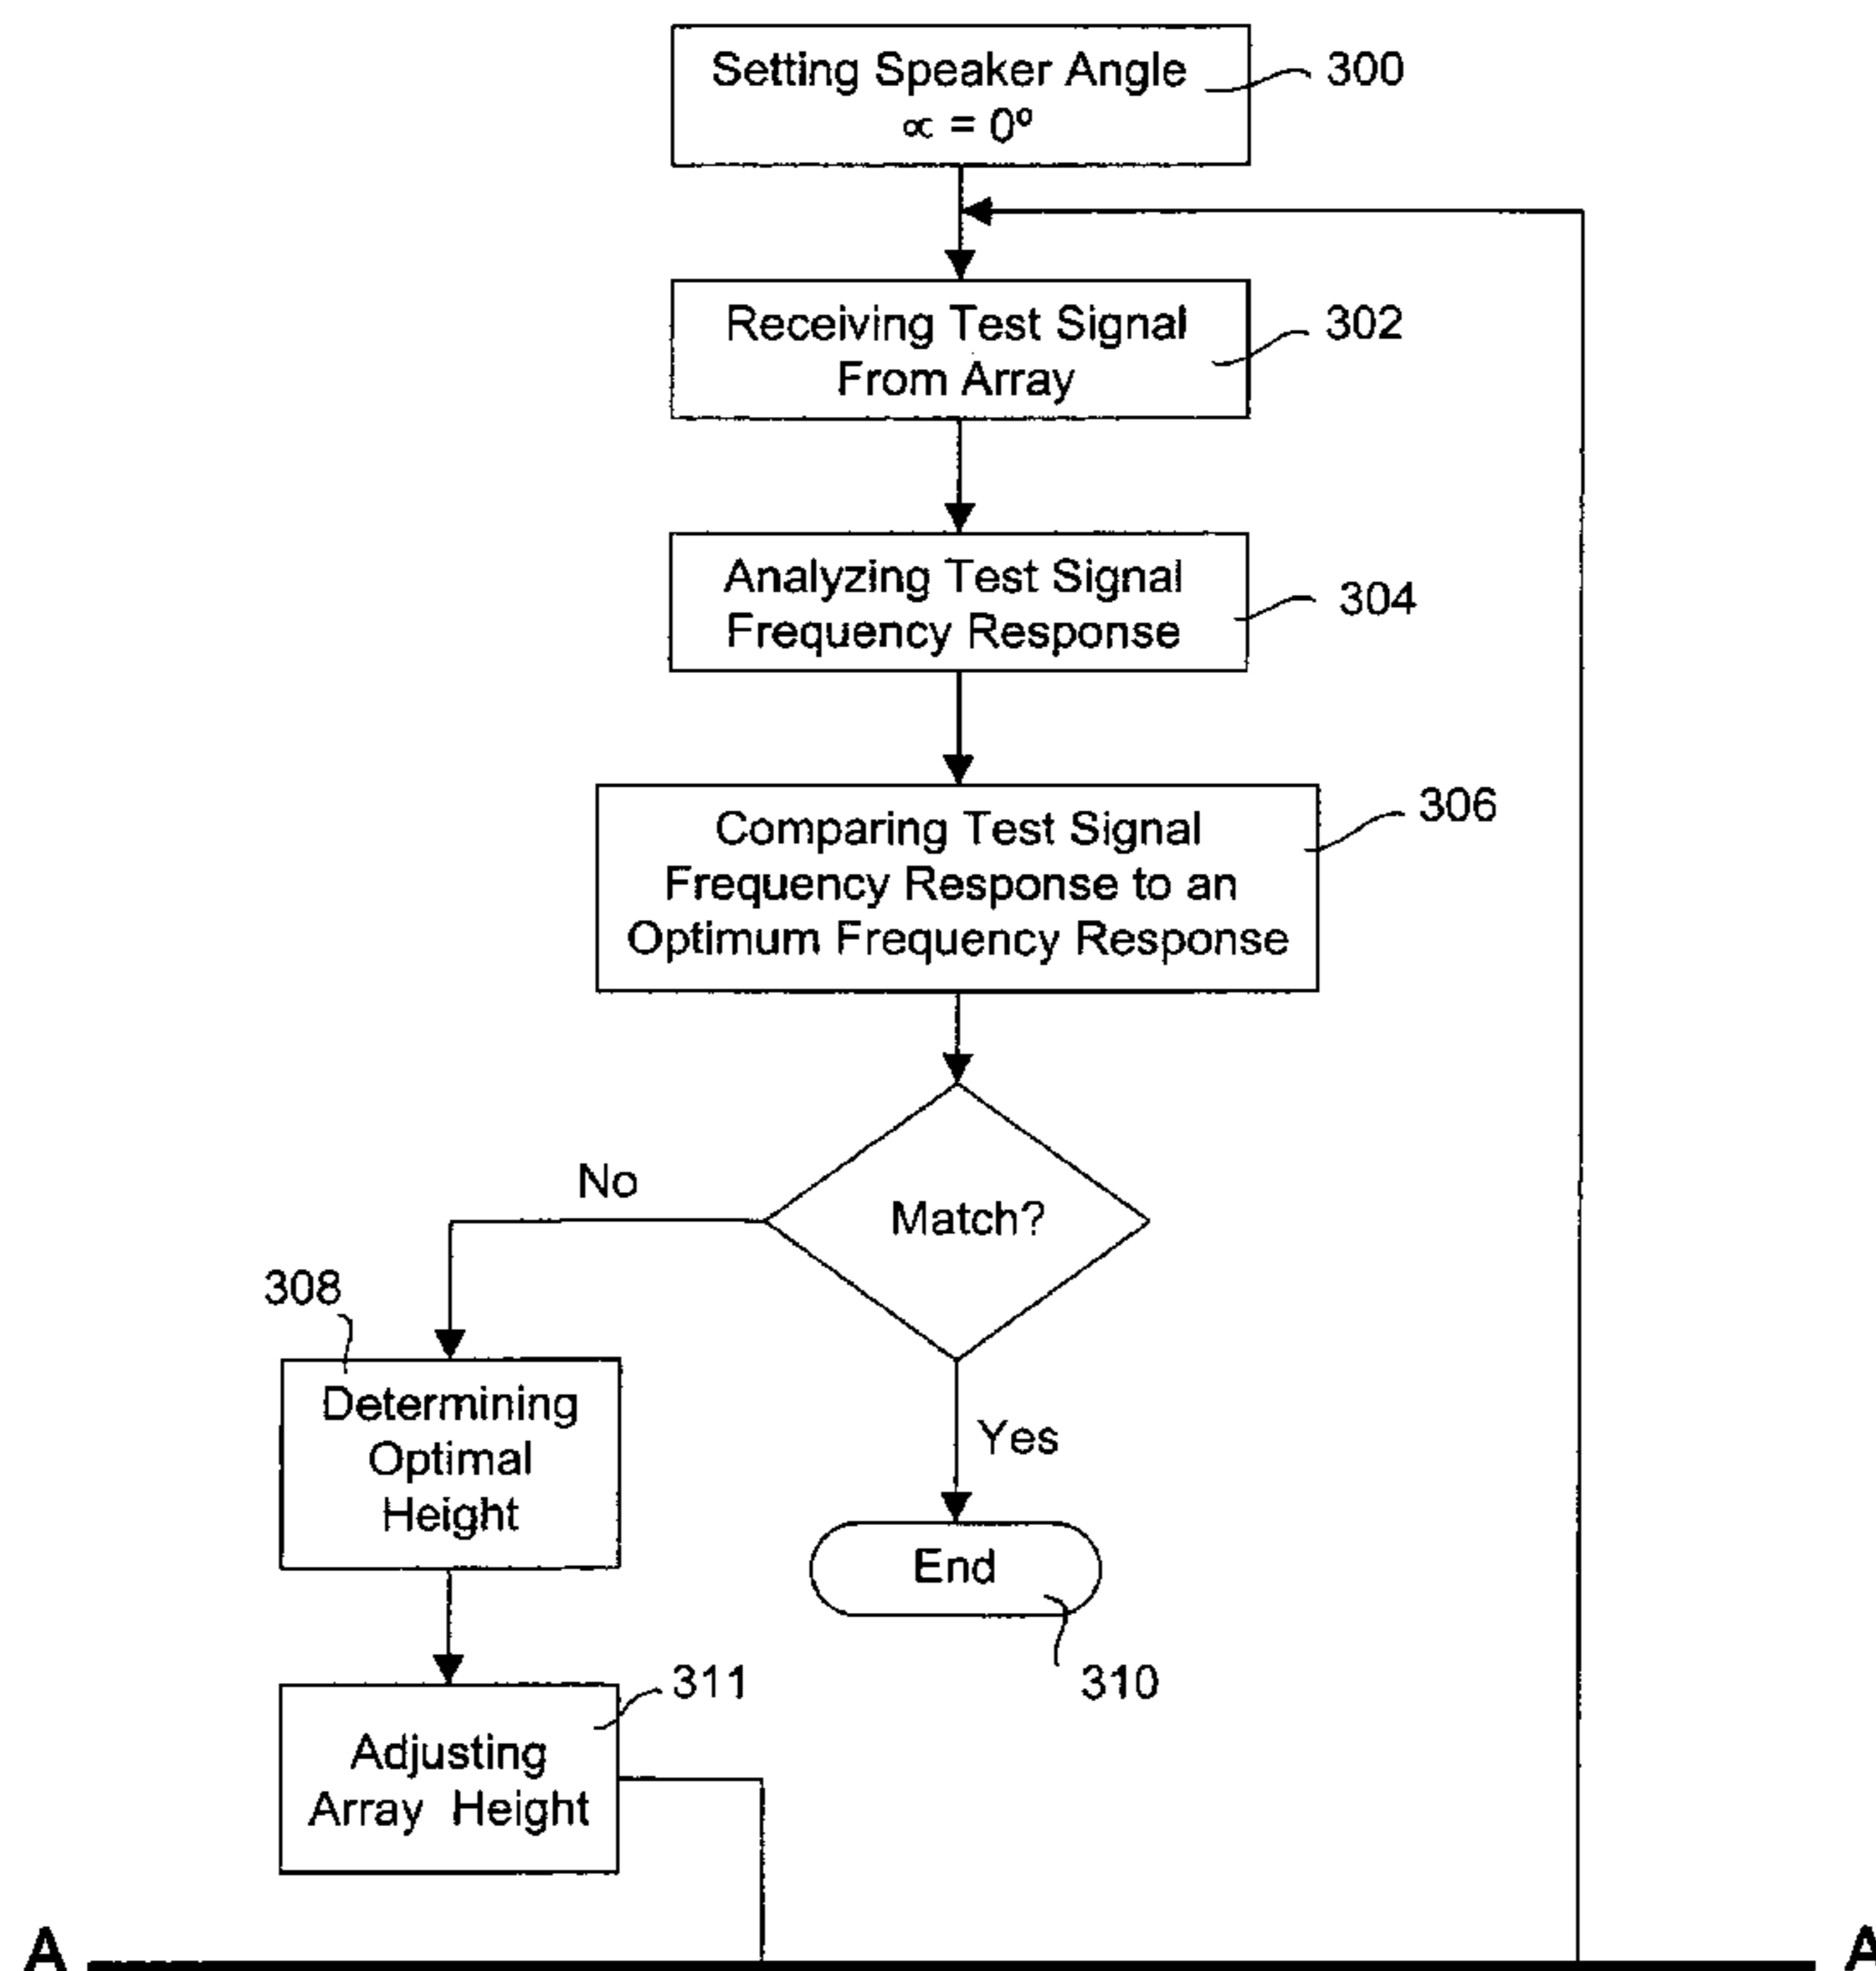 Setting Speaker Angle
∝ = 0º
300
Receiving Test Signal
From Array
302
Analyzing Test Signal
Frequency Response
304
Comparing Test Signal
Frequency Response to an
Optimum Frequency Response
306
No
Match?
308
Determining
Optimal
Height
Yes
End
310
311
Adjusting
Array Height
A
A